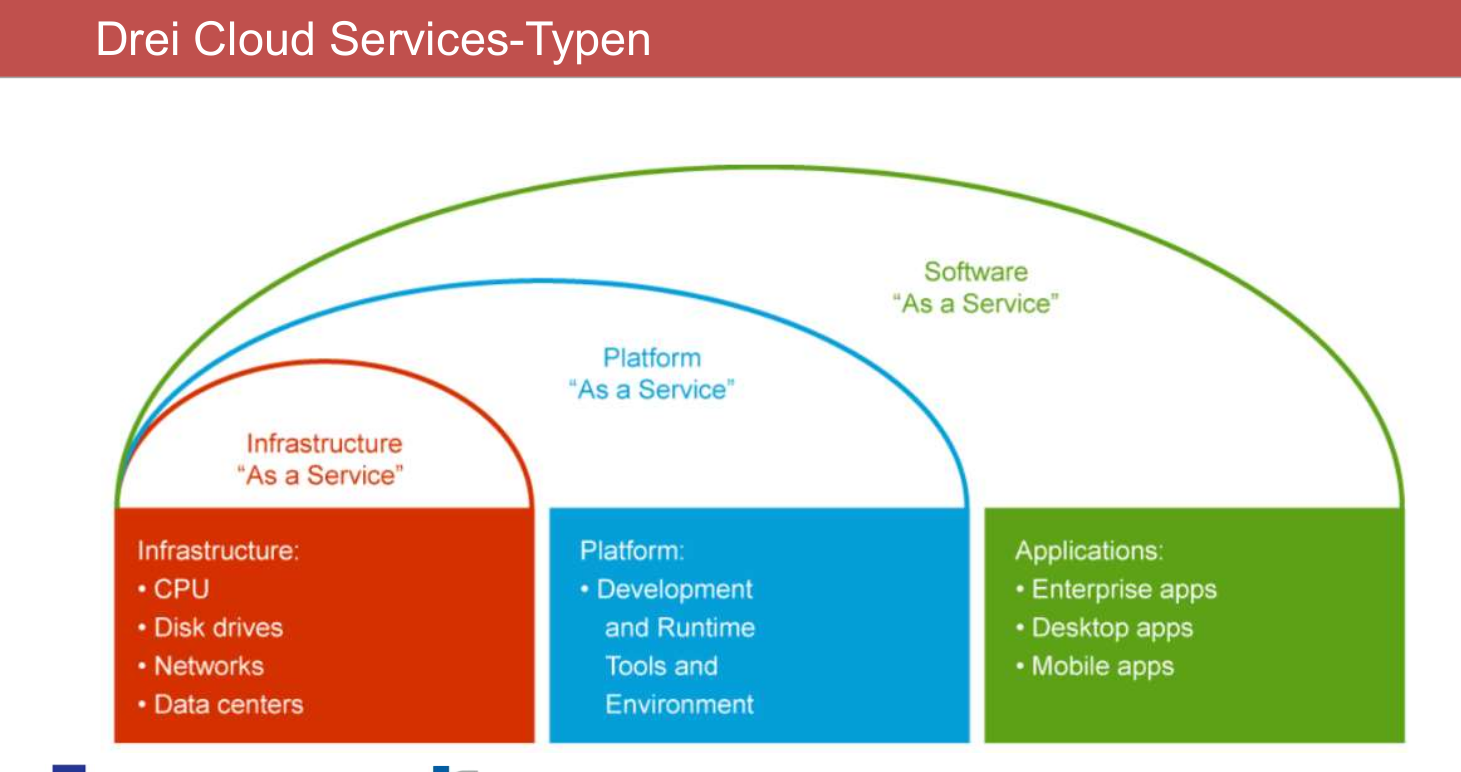 Drei Cloud Services-Typen
Software
“As a Service”
Platform
“As a Service”
Infrastructure
“As a Service”
Infrastructure:
• CPU
• Disk drives
• Networks
• Data centers
Platform:
• Development
and Runtime
Tools and
Environment
Applications:
• Enterprise apps
• Desktop apps
• Mobile apps